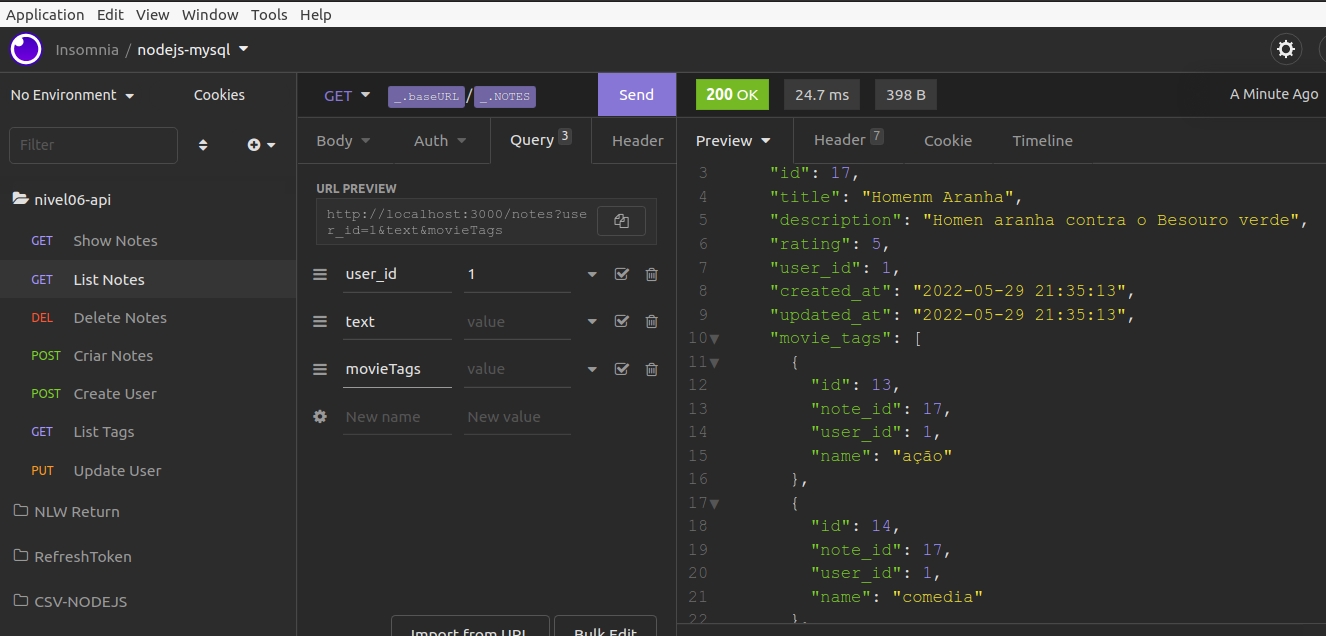 Application Edit View Window Tools Help
Insomnia / nodejs-mysql
No Environment Cookies
Filter
nivel06-api
GET Show Notes
GET List Notes
DEL Delete Notes
POST Criar Notes
POST Create User
GET List Tags
PUT Update User
NLW Return
RefreshToken
CSV-NODEJS
GET _.baseURL/_.NOTES Send
Body Auth Query 3 Header
URL PREVIEW
http://localhost:3000/notes?use
r_id=1&text&movieTags
user_id 1
text value
movieTags value
New name New value
Import from URL Bulk Edit
200 OK 24.7 ms 398 B A Minute Ago
Preview Header 7 Cookie Timeline
3 "id": 17,
4 "title": "Homenm Aranha",
5 "description": "Homen aranha contra o Besouro verde",
6 "rating": 5,
7 "user_id": 1,
8 "created_at": "2022-05-29 21:35:13",
9 "updated_at": "2022-05-29 21:35:13",
10 "movie_tags": [
11 {
12 "id": 13,
13 "note_id": 17,
14 "user_id": 1,
15 "name": "ação"
16 },
17 {
18 "id": 14,
19 "note_id": 17,
20 "user_id": 1,
21 "name": "comedia"
22 },